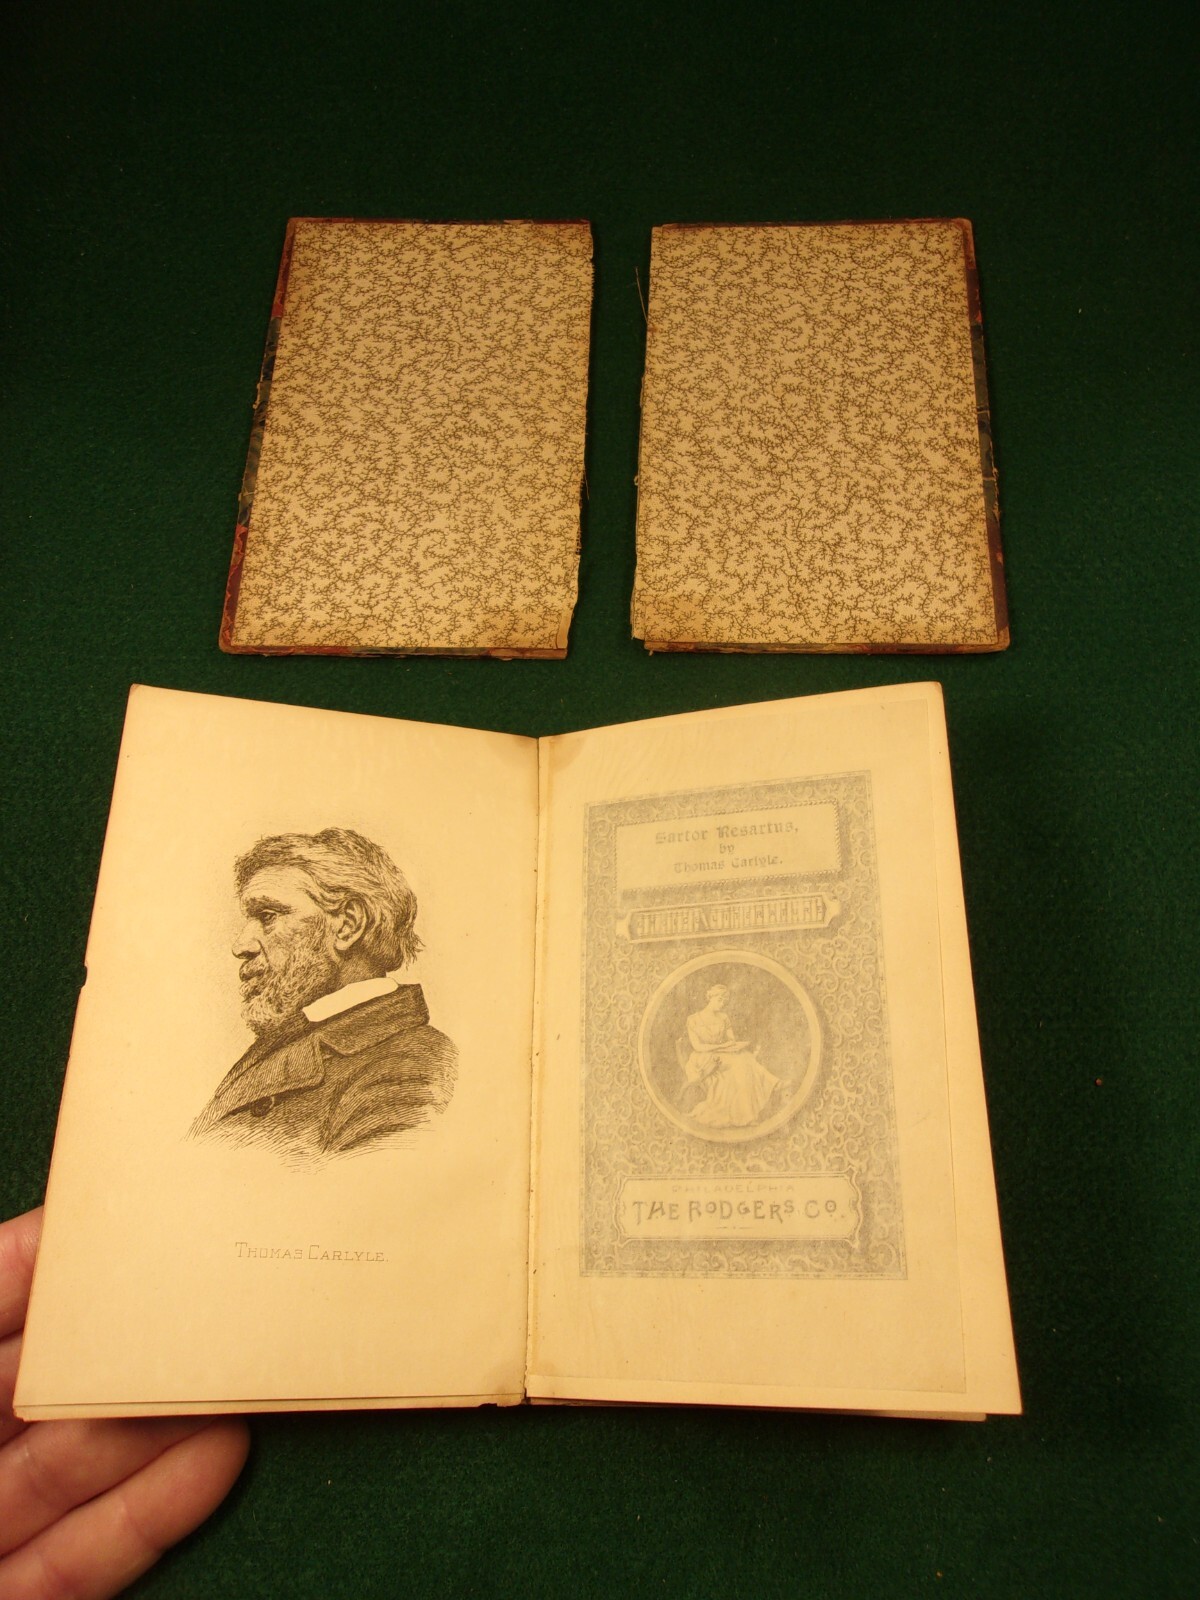 THOMAS CARLYLE.
Sartor Resartus,
by
Thomas Carlyle.
PHILADELPHIA
THE RODGERS CO.